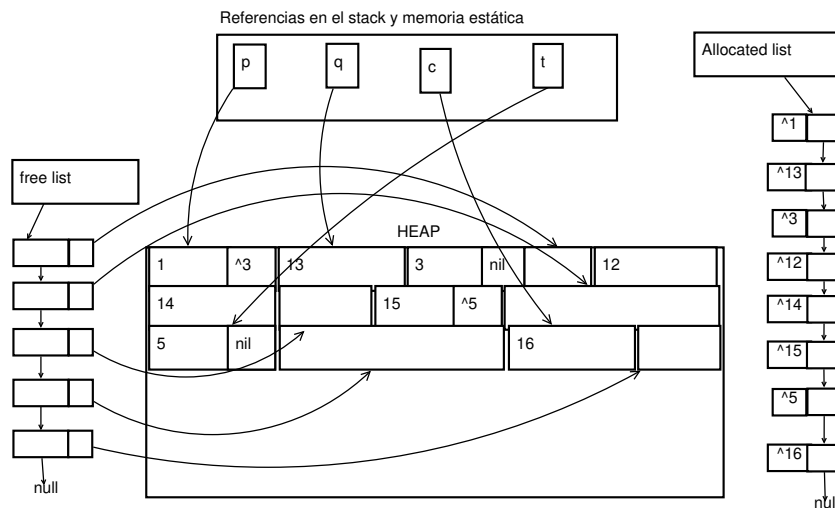 Referencias en el stack y memoria estática
p
q
c
t
Allocated list
free list
HEAP
1
^3
13
3
nil
12
14
15
^5
5
nil
16
null
^1
^13
^3
^12
^14
^15
^5
^16
nul